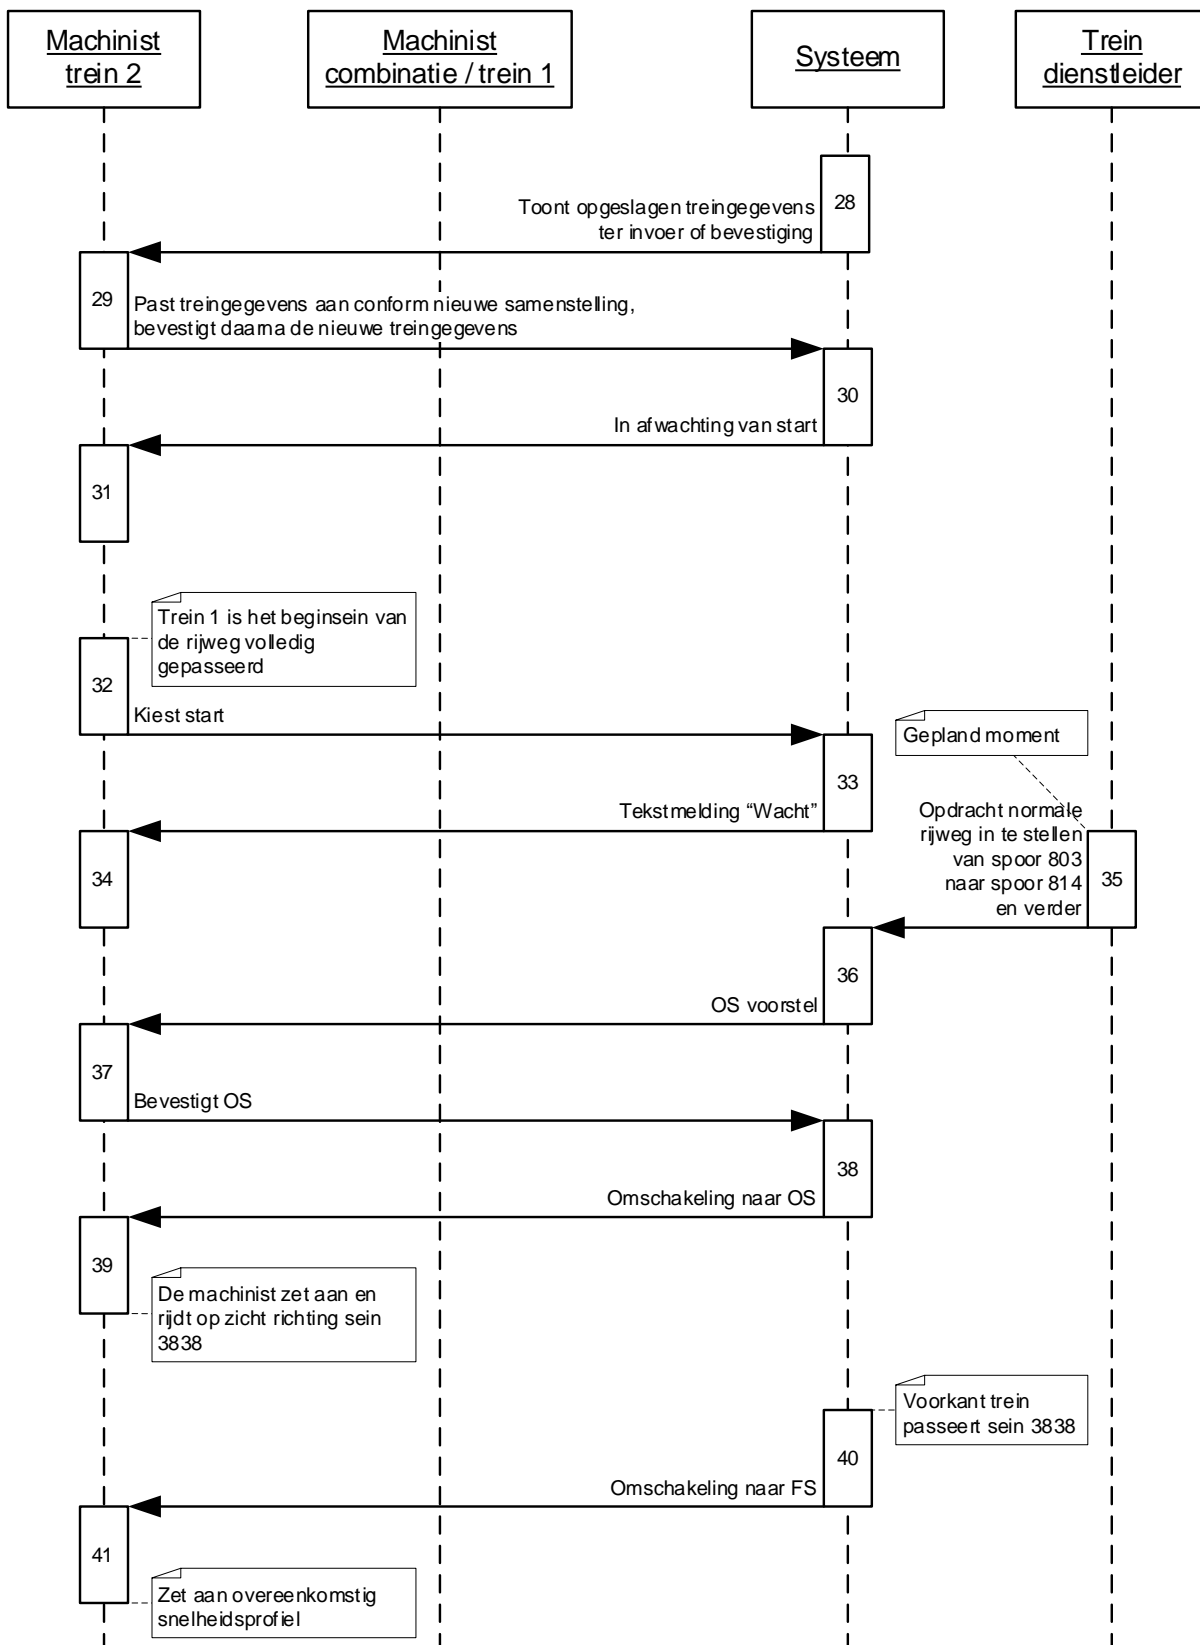 Machinist
trein 2
Machinist
combinatie / trein 1
Systeem
Trein
dienstleider
28
Toont opgeslagen treingegevens
ter invoer of bevestiging
29
Past treingegevens aan conform nieuwe samenstelling,
bevestigt daarna de nieuwe treingegevens
30
In afwachting van start
31
Trein 1 is het beginsein van
de rijweg volledig
gepasseerd
32
Kiest start
Gepland moment
33
Tekstmelding “Wacht”
34
Opdracht normale
rijweg in te stellen
van spoor 803
naar spoor 814
en verder
35
36
OS voorstel
37
Bevestigt OS
38
Omschakeling naar OS
39
De machinist zet aan en
rijdt op zicht richting sein
3838
Voorkant trein
passeert sein 3838
40
Omschakeling naar FS
41
Zet aan overeenkomstig
snelheidsprofiel